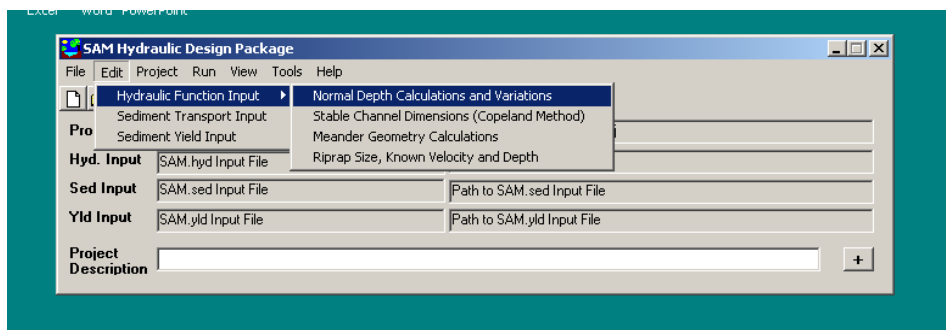 Excel Word PowerPoint
SAM Hydraulic Design Package
File Edit Project Run View Tools Help
Hydraulic Function Input
Sediment Transport Input
Sediment Yield Input
Normal Depth Calculations and Variations
Stable Channel Dimensions (Copeland Method)
Meander Geometry Calculations
Riprap Size, Known Velocity and Depth
Pro
Hyd. Input SAM.hyd Input File
Sed Input SAM.sed Input File Path to SAM.sed Input File
Yld Input SAM.yld Input File Path to SAM.yld Input File
Project
Description +